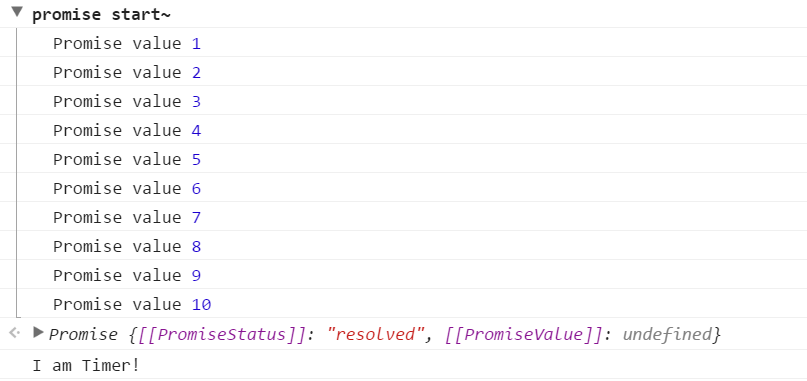 promise start~
Promise value 1
Promise value 2
Promise value 3
Promise value 4
Promise value 5
Promise value 6
Promise value 7
Promise value 8
Promise value 9
Promise value 10
Promise {[[PromiseStatus]]: "resolved", [[PromiseValue]]: undefined}
I am Timer!